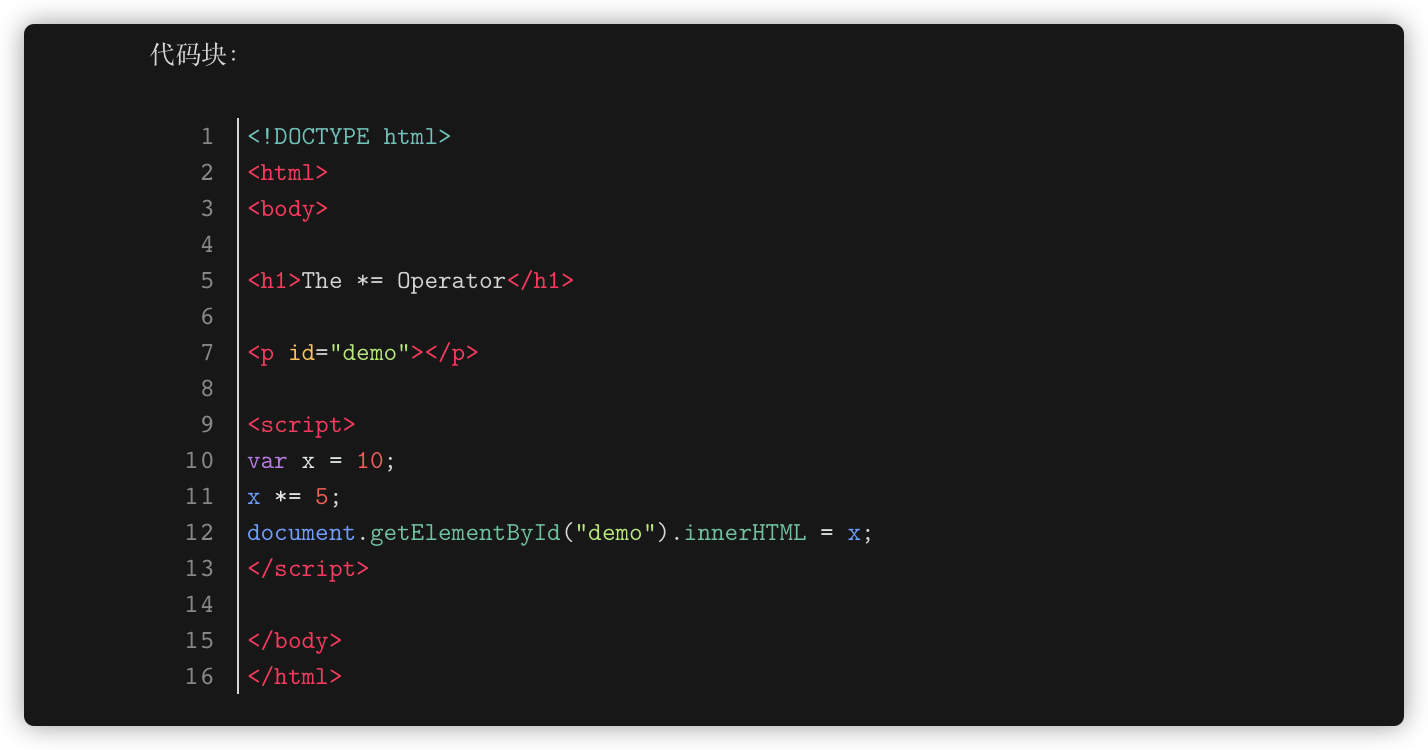 代码块:
1 <!DOCTYPE html>
2 <html>
3 <body>
4
5 <h1>The *= Operator</h1>
6
7 <p id="demo"></p>
8
9 <script>
10 var x = 10;
11 x *= 5;
12 document.getElementById("demo").innerHTML = x;
13 </script>
14
15 </body>
16 </html>